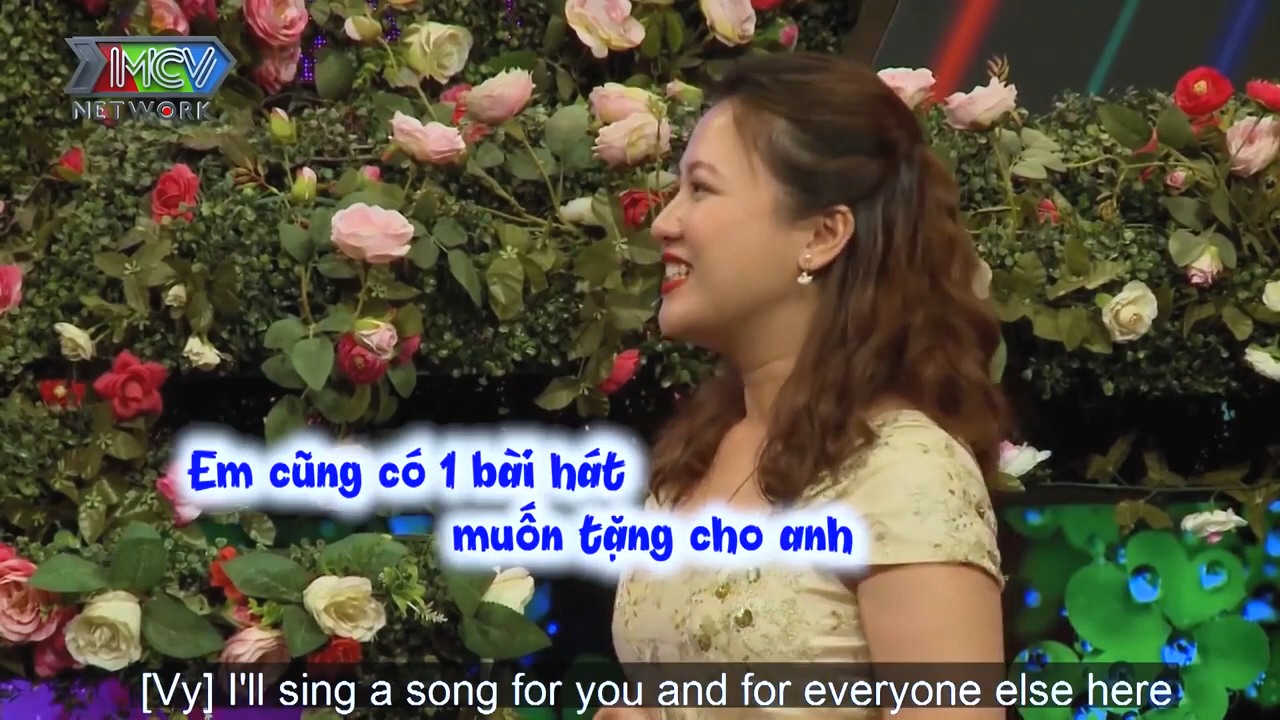 MCV
NETWORK
Em cũng có 1 bài hát
muốn tặng cho anh
[Vy] I'll sing a song for you and for everyone else here